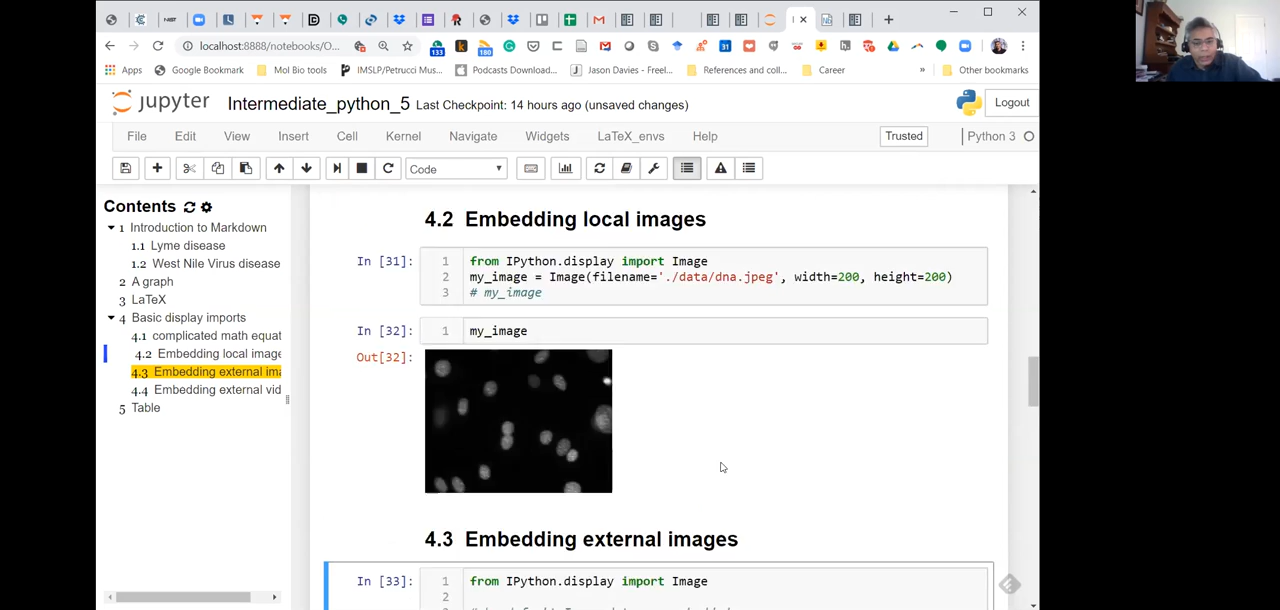 localhost:8888/notebooks/O...
133
180
31
Apps
Google Bookmark...
Mol Bio tools
IMSLP/Petrucci Mus...
Podcasts Download...
Jason Davies - Freel...
References and coll...
Career
»
Other bookmarks
jupyter
Intermediate_python_5
Last Checkpoint: 14 hours ago (unsaved changes)
Logout
File
Edit
View
Insert
Cell
Kernel
Navigate
Widgets
LaTeX_envs
Help
Trusted
Python 3
Code
Contents
1 Introduction to Markdown
1.1 Lyme disease
1.2 West Nile Virus disease
2 A graph
3 LaTeX
4 Basic display imports
4.1 complicated math equat
4.2 Embedding local image
4.3 Embedding external ima
4.4 Embedding external vid
5 Table
4.2 Embedding local images
In [31]:
1 from IPython.display import Image
2 my_image = Image(filename='./data/dna.jpeg', width=200, height=200)
3 # my_image
In [32]:
1 my_image
Out[32]:
4.3 Embedding external images
In [33]:
1 from IPython.display import Image
2